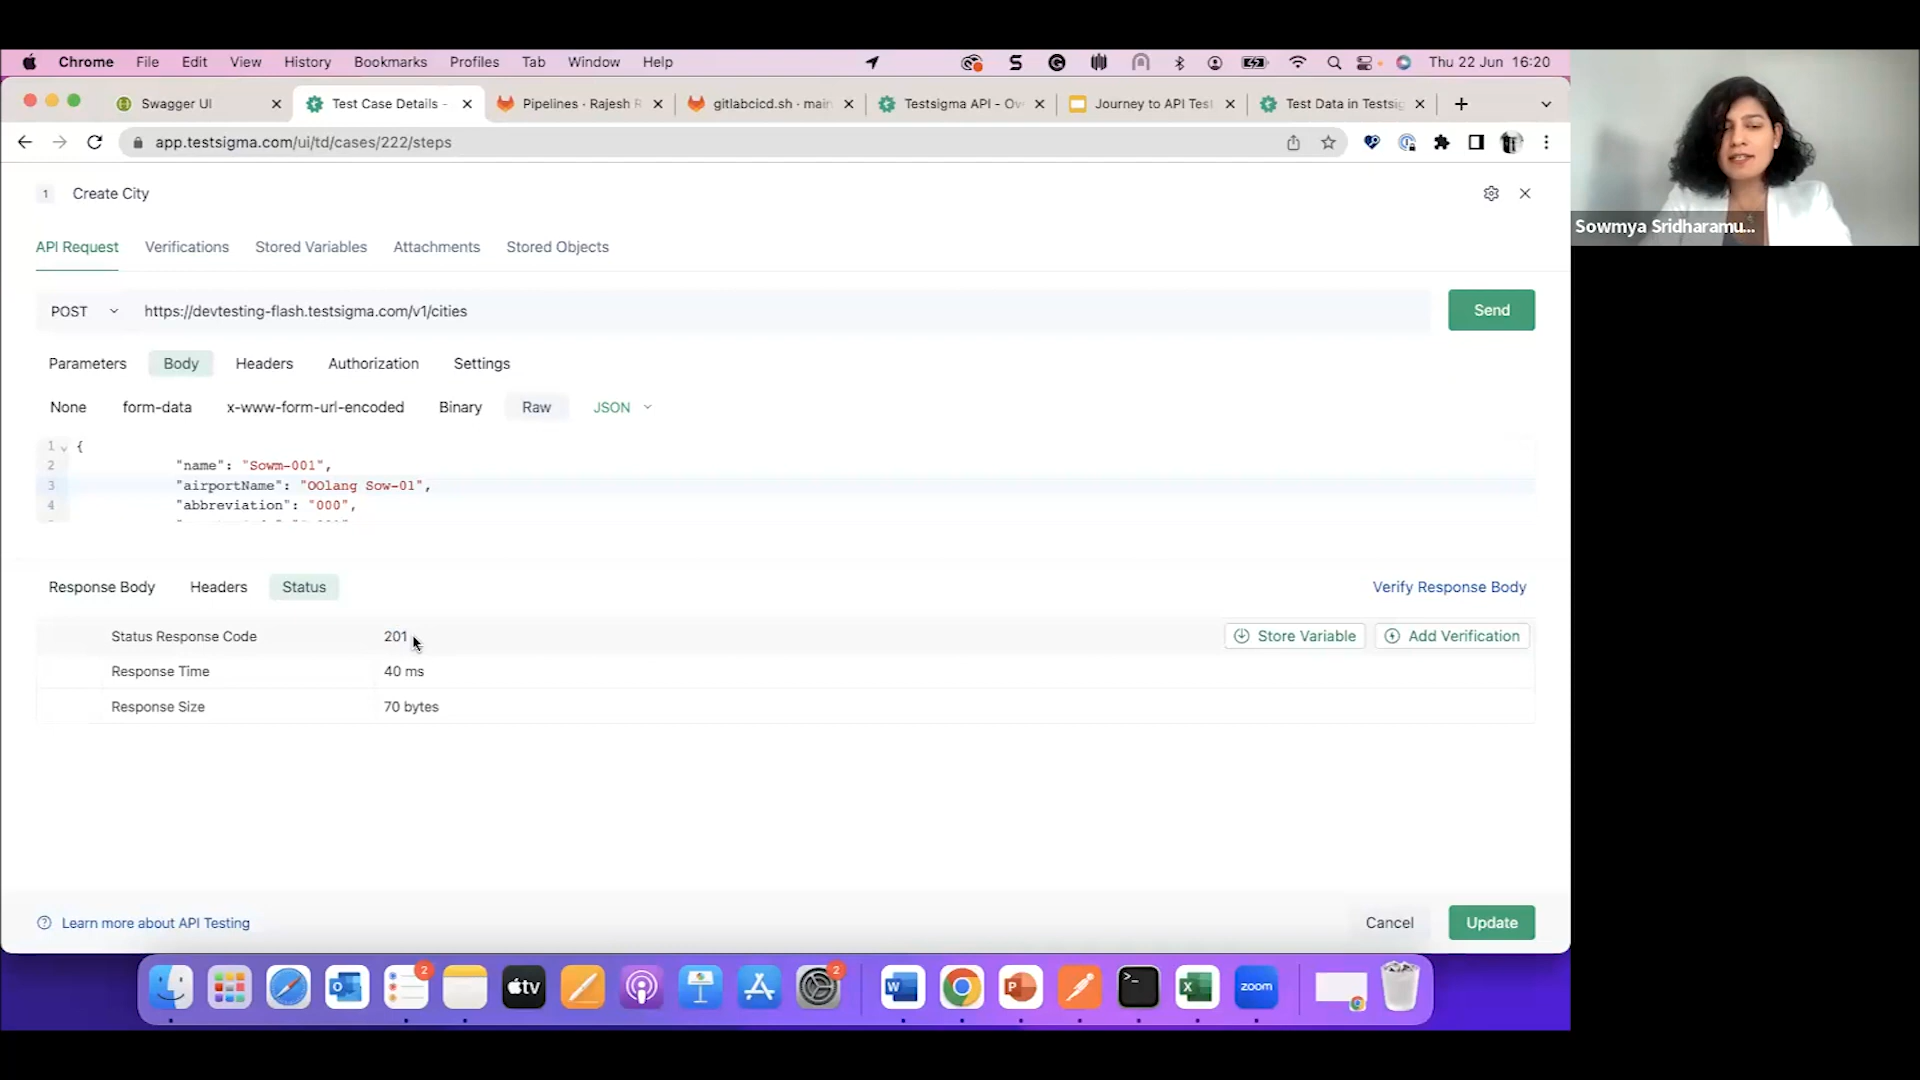 Chrome File Edit View History Bookmarks Profiles Tab Window Help Thu 22 Jun 16:20
Swagger UI Test Case Details - Pipelines · Rajesh R gitlabcicd.sh · main Testsigma API - Ov Journey to API Test Test Data in Testsig
app.testsigma.com/ui/td/cases/222/steps
Sowmya Sridharamu...
1 Create City
API Request Verifications Stored Variables Attachments Stored Objects
POST https://devtesting-flash.testsigma.com/v1/cities Send
Parameters Body Headers Authorization Settings
None form-data x-www-form-url-encoded Binary Raw JSON
1 {
2 "name": "Sowm-001",
3 "airportName": "OOlang Sow-01",
4 "abbreviation": "000",
Response Body Headers Status Verify Response Body
Status Response Code 201 Store Variable Add Verification
Response Time 40 ms
Response Size 70 bytes
Learn more about API Testing Cancel Update
2 tv 2 W P >_ X zoom